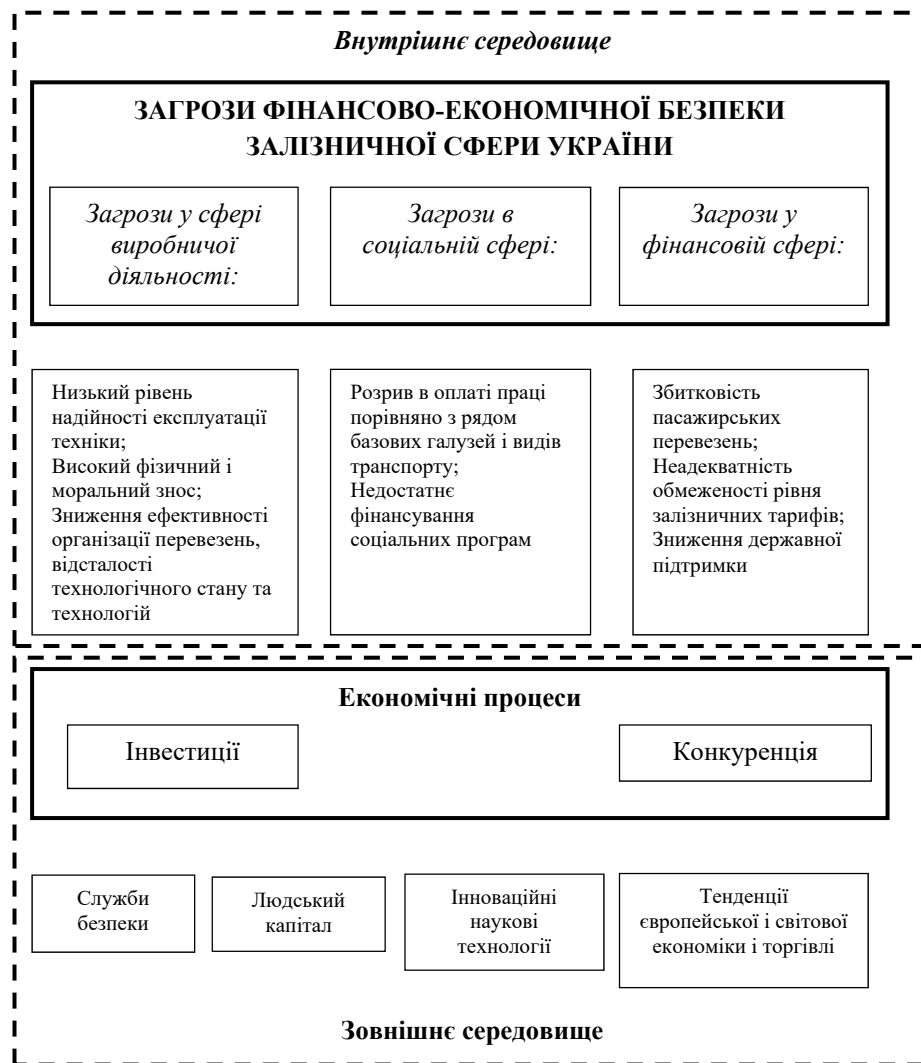 Внутрішнє середовище
ЗАГРОЗИ ФІНАНСОВО-ЕКОНОМІЧНОЇ БЕЗПЕКИ
ЗАЛІЗНИЧНОЇ СФЕРИ УКРАЇНИ
Загрози у сфері
виробничої
діяльності:
Загрози в
соціальній сфері:
Загрози у
фінансовій сфері:
Низький рівень
надійності експлуатації
техніки;
Високий фізичний і
моральний знос;
Зниження ефективності
організації перевезень,
відсталості
технологічного стану та
технологій
Розрив в оплаті праці
порівняно з рядом
базових галузей і видів
транспорту;
Недостатнє
фінансування
соціальних програм
Збитковість
пасажирських
перевезень;
Неадекватність
обмеженості рівня
залізничних тарифів;
Зниження державної
підтримки
Економічні процеси
Інвестиції
Конкуренція
Служби
безпеки
Людський
капітал
Інноваційні
наукові
технології
Тенденції
європейської і світової
економіки і торгівлі
Зовнішнє середовище